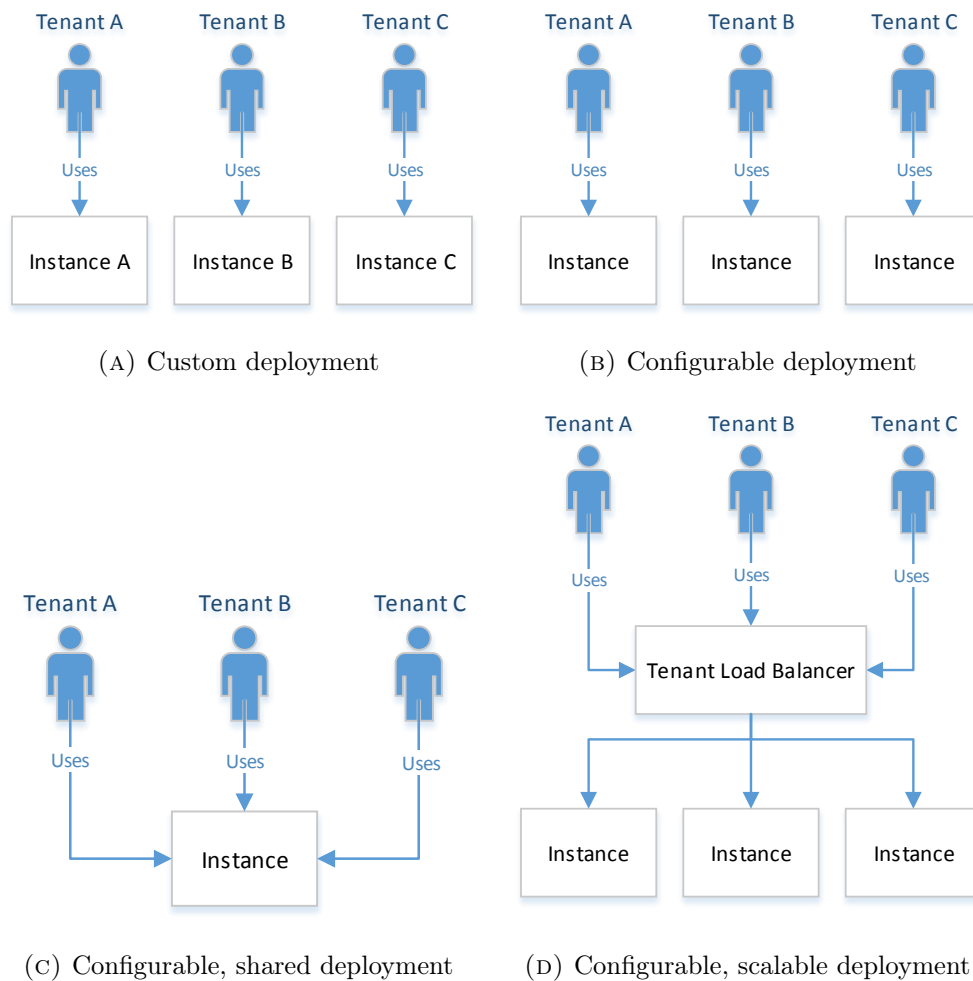 Tenant A Tenant B Tenant C
Uses Uses Uses
Instance A Instance B Instance C
(A) Custom deployment
Tenant A Tenant B Tenant C
Uses Uses Uses
Instance Instance Instance
(B) Configurable deployment
Tenant A Tenant B Tenant C
Uses Uses Uses
Instance
(C) Configurable, shared deployment
Tenant A Tenant B Tenant C
Uses Uses Uses
Tenant Load Balancer
Instance Instance Instance
(D) Configurable, scalable deployment